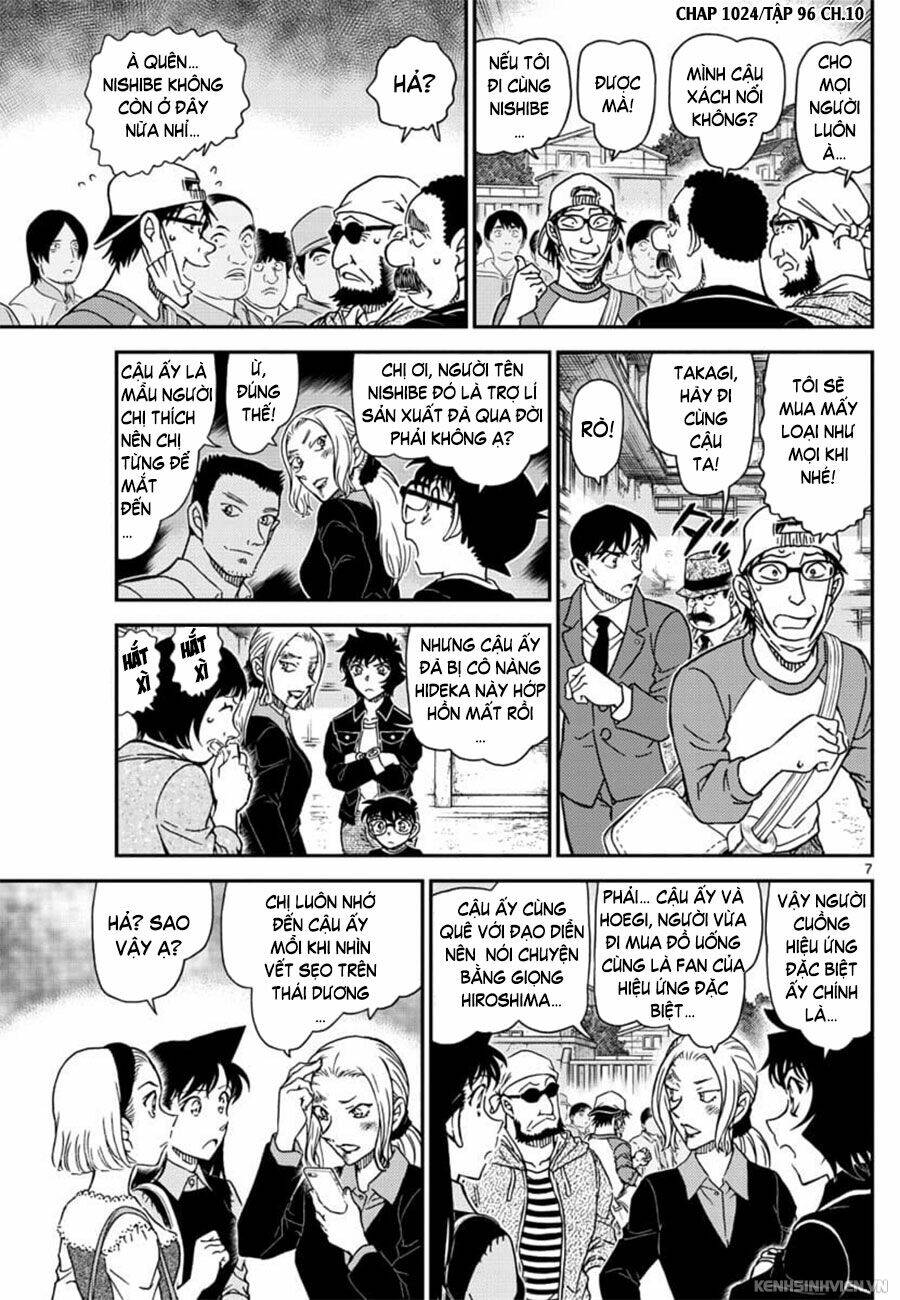 CHAP 1024/TẬP 96 CH.10
CHO
MỌI
NGƯỜI
LUÔN
À...
MÌNH CẬU
XÁCH NỔI
KHÔNG?
ĐƯỢC
MÀ!
NẾU TÔI
ĐI CÙNG
NISHIBE
...
HẢ?
À QUÊN...
NISHIBE KHÔNG
CÒN Ở ĐÂY
NỮA NHỈ...
TÔI SẼ
MUA MẤY
LOẠI NHƯ
MỌI KHI
NHÉ!
TAKAGI,
HÃY ĐI
CÙNG
CẬU
TA!
RÕ!
ダッ
CHỊ ƠI, NGƯỜI TÊN
NISHIBE ĐÓ LÀ TRỢ LÍ
SẢN XUẤT ĐÃ QUA ĐỜI
PHẢI KHÔNG Ạ?
Ừ,
ĐÚNG
THẾ!
CẬU ẤY LÀ
MẪU NGƯỜI
CHỊ THÍCH
NÊN CHỊ
TỪNG ĐỂ
MẮT
ĐẾN
...
NHƯNG CẬU ẤY
ĐÃ BỊ CÔ NÀNG
HIDEKA NÀY HỚP
HỒN MẤT RỒI
...
HẮT
XÌ
HẮT
XÌ
7
VẬY NGƯỜI
CUỒNG
HIỆU ỨNG
ĐẶC BIỆT
ẤY CHÍNH
LÀ...
PHẢI... CẬU ẤY VÀ
HOEGI, NGƯỜI VỪA
ĐI MUA ĐỒ UỐNG
CŨNG LÀ FAN CỦA
HIỆU ỨNG ĐẶC
BIỆT...
CẬU ẤY CÙNG
QUÊ VỚI ĐẠO DIỄN
NÊN NÓI CHUYỆN
BẰNG GIỌNG
HIROSHIMA...
CHỊ LUÔN NHỚ
ĐẾN CẬU ẤY
MỖI KHI NHÌN
VẾT SẸO TRÊN
THÁI DƯƠNG
...
HẢ? SAO
VẬY Ạ?
KENHSINHVIEN.VN